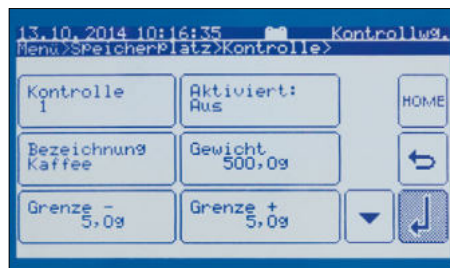 13.10.2014 10:16:35 Kontrollwg.
Menü>Speicherplatz>Kontrolle>
Kontrolle
1
Aktiviert:
Aus
HOME
Bezeichnung
Kaffee
Gewicht
500,0g
Grenze -
5,0g
Grenze +
5,0g